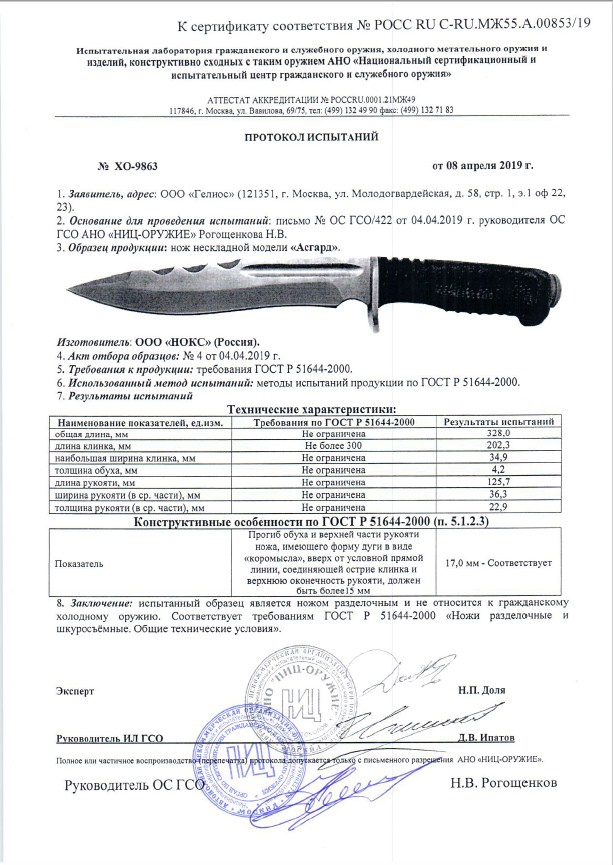 К сертификату соответствия № РОСС RU C-RU.МЖ55.А.00853/19
Испытательная лаборатория гражданского и служебного оружия, холодного метательного оружия и
изделий, конструктивно сходных с таким оружием АНО «Национальный сертификационный и
испытательный центр гражданского и служебного оружия»
АТТЕСТАТ АККРЕДИТАЦИИ № РОССRU.0001.21МЖ49
117846, г. Москва, ул. Вавилова, 69/75, тел: (499) 132 49 90 факс: (499) 132 71 83
ПРОТОКОЛ ИСПЫТАНИЙ
№ ХО-9863 от 08 апреля 2019 г.
1. Заявитель, адрес: ООО «Гелиос» (121351, г. Москва, ул. Молодогвардейская, д. 58, стр. 1, э.1 оф 22,
23).
2. Основание для проведения испытаний: письмо № ОС ГСО/422 от 04.04.2019 г. руководителя ОС
ГСО АНО «НИЦ-ОРУЖИЕ» Рогощенкова Н.В.
3. Образец продукции: нож нескладной модели «Асгард».
Изготовитель: ООО «НОКС» (Россия).
4. Акт отбора образцов: № 4 от 04.04.2019 г.
5. Требования к продукции: требования ГОСТ Р 51644-2000.
6. Использованный метод испытаний: методы испытаний продукции по ГОСТ Р 51644-2000.
7. Результаты испытаний
Технические характеристики:
Наименование показателей, ед.изм. Требования по ГОСТ Р 51644-2000 Результаты испытаний
общая длина, мм Не ограничена 328,0
длина клинка, мм Не более 300 202,3
наибольшая ширина клинка, мм Не ограничена 34,9
толщина обуха, мм Не ограничена 4,2
длина рукояти, мм Не ограничена 125,7
ширина рукояти (в ср. части), мм Не ограничена 36,3
толщина рукояти (в ср. части), мм Не ограничена 22,9
Конструктивные особенности по ГОСТ Р 51644-2000 (п. 5.1.2.3)
Показатель
Прогиб обуха и верхней части рукояти
ножа, имеющего форму дуги в виде
«коромысла», вверх от условной прямой
линии, соединяющей острие клинка и
верхнюю оконечность рукояти, должен
быть более15 мм
17,0 мм - Соответствует
8. Заключение: испытанный образец является ножом разделочным и не относится к гражданскому
холодному оружию. Соответствует требованиям ГОСТ Р 51644-2000 «Ножи разделочные и
шкуросъёмные. Общие технические условия».
Эксперт Н.П. Доля
АНО "НИЦ-ОРУЖИЕ"
НИЦ
Руководитель ИЛ ГСО Д.В. Ипатов
Полное или частичное воспроизводство (перепечатка) протокола допускается только с письменного разрешения АНО «НИЦ-ОРУЖИЕ».
Руководитель ОС ГСО Н.В. Рогощенков
НИЦ
МОСКВА